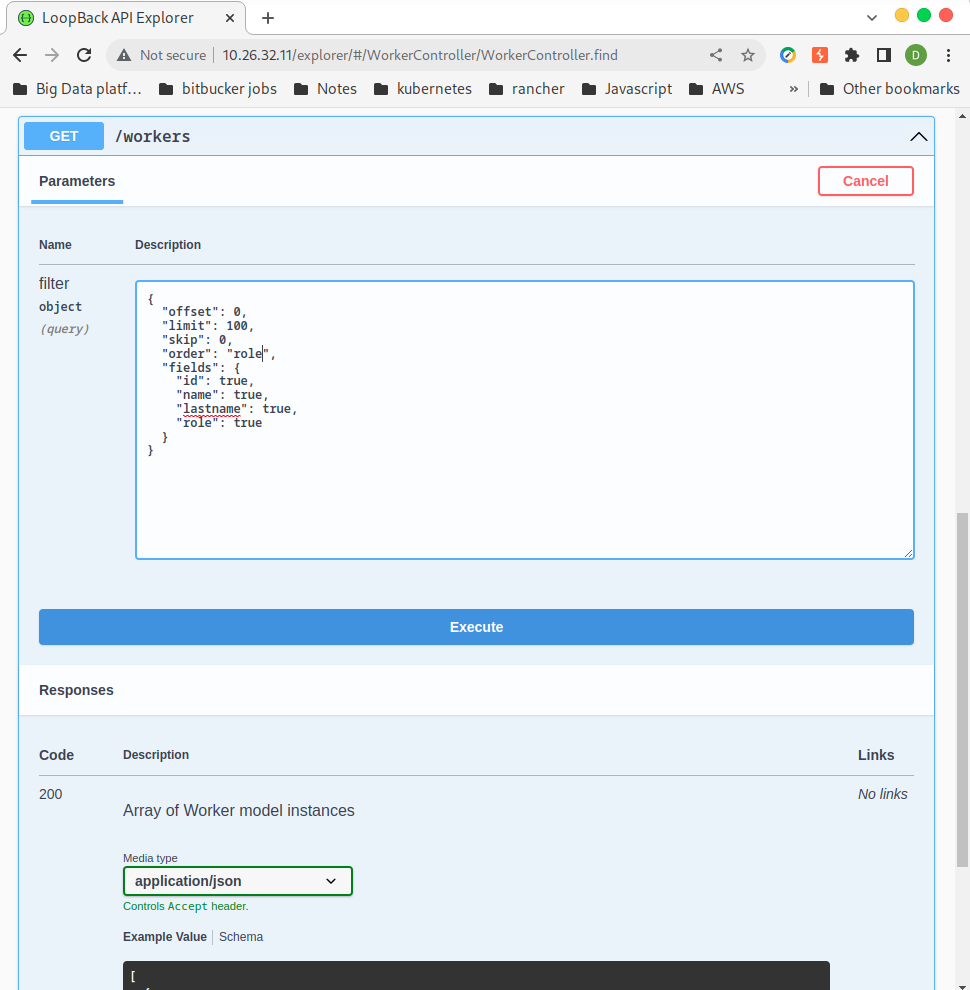 LoopBack API Explorer
Not secure 10.26.32.11/explorer/#/WorkerController/WorkerController.find
D
Big Data platf… bitbucker jobs Notes kubernetes rancher Javascript AWS » Other bookmarks
GET /workers
Parameters Cancel
Name Description
filter
object
(query)
{
"offset": 0,
"limit": 100,
"skip": 0,
"order": "role",
"fields": {
"id": true,
"name": true,
"lastname": true,
"role": true
}
}
Execute
Responses
Code Description Links
200 Array of Worker model instances No links
Media type
application/json
Controls Accept header.
Example Value Schema
[